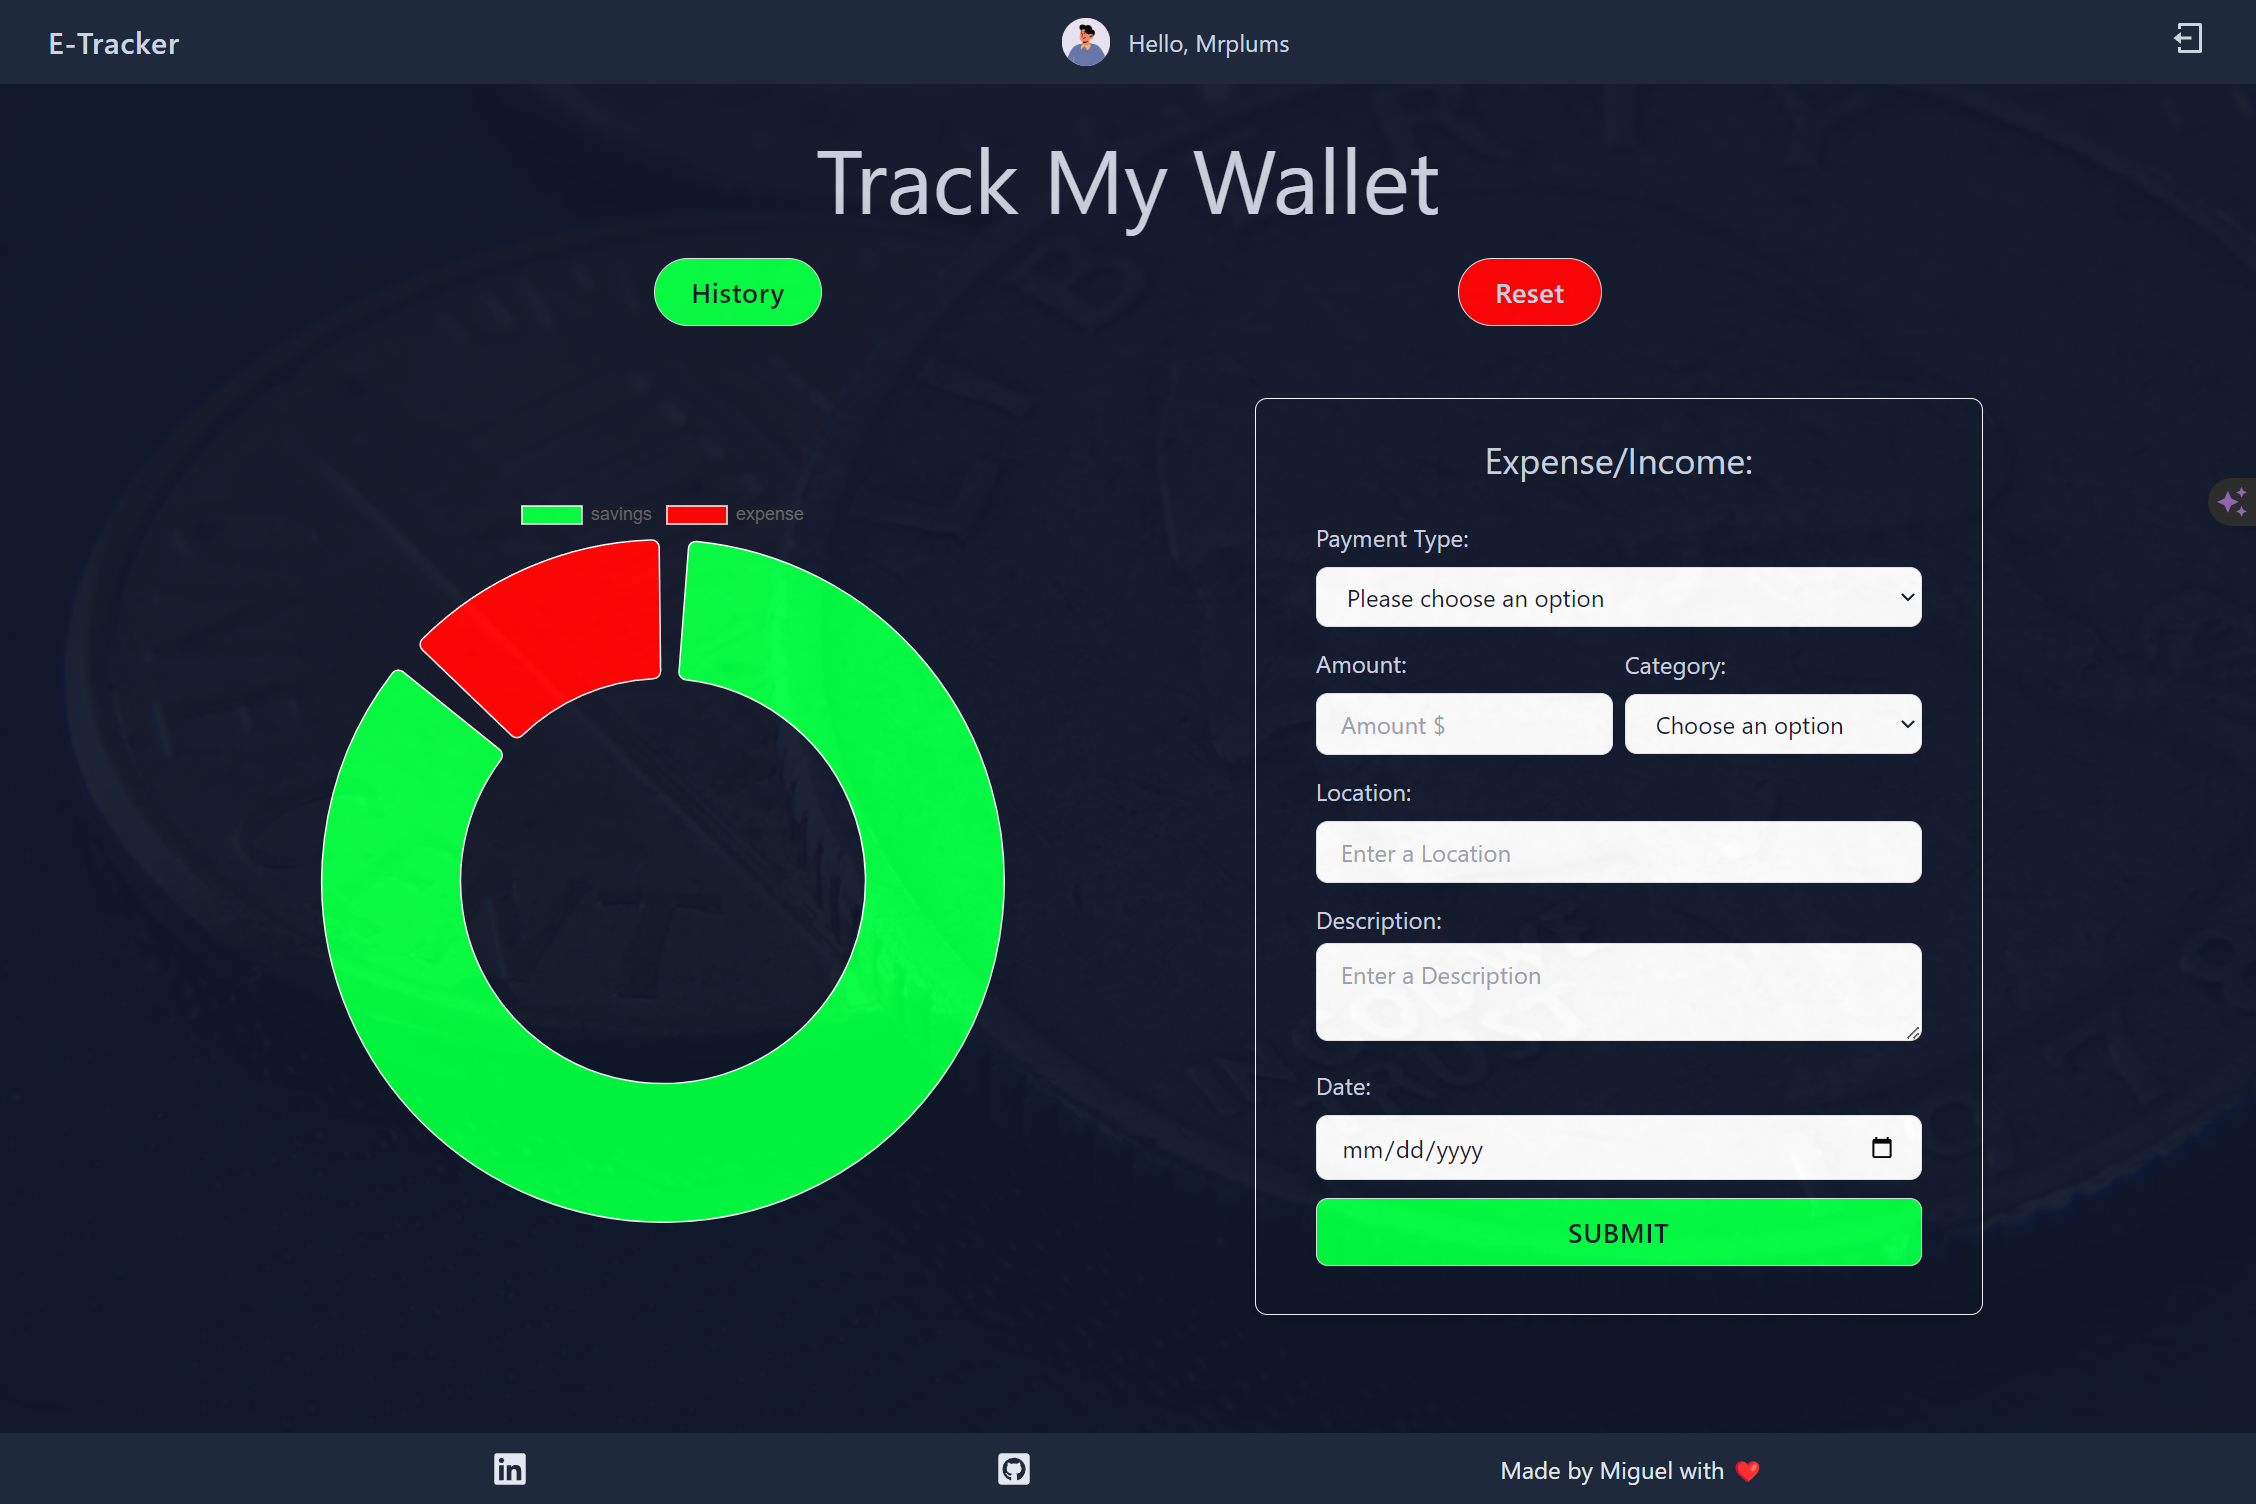 E-Tracker
Hello, Mrplums
Track My Wallet
History
Reset
savings
expense
Expense/Income:
Payment Type:
Please choose an option
Amount:
Category:
Amount $
Choose an option
Location:
Enter a Location
Description:
Enter a Description
Date:
mm/dd/yyyy
SUBMIT
in
Made by Miguel with ❤️